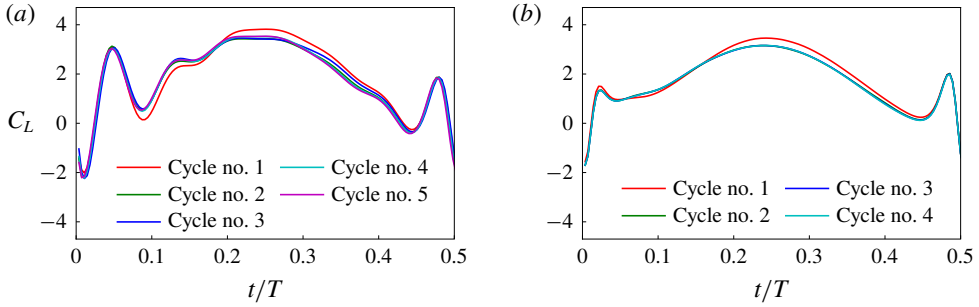 (a)
4
2
C_L 0
−2
−4
Cycle no. 1
Cycle no. 2
Cycle no. 3
Cycle no. 4
Cycle no. 5
0 0.1 0.2 0.3 0.4 0.5
t/T
(b)
4
2
0
−2
−4
Cycle no. 1
Cycle no. 2
Cycle no. 3
Cycle no. 4
0 0.1 0.2 0.3 0.4 0.5
t/T